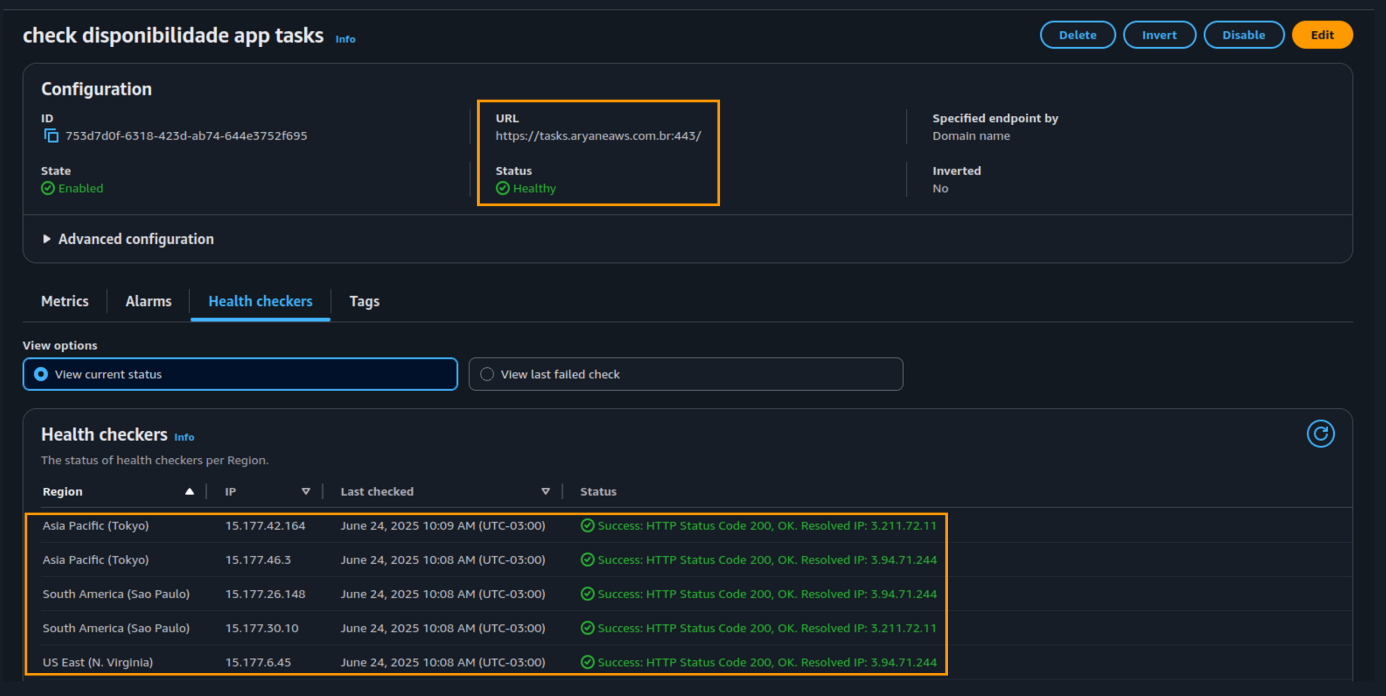 check disponibilidade app tasks Info Delete Invert Disable Edit
Configuration
ID URL Specified endpoint by
753d7d0f-6318-423d-ab74-644e3752f695 https://tasks.aryaneaws.com.br:443/ Domain name
State Status Inverted
Enabled Healthy No
Advanced configuration
Metrics Alarms Health checkers Tags
View options
View current status View last failed check
Health checkers Info
The status of health checkers per Region.
Region IP Last checked Status
Asia Pacific (Tokyo) 15.177.42.164 June 24, 2025 10:09 AM (UTC-03:00) Success: HTTP Status Code 200, OK. Resolved IP: 3.211.72.11
Asia Pacific (Tokyo) 15.177.46.3 June 24, 2025 10:08 AM (UTC-03:00) Success: HTTP Status Code 200, OK. Resolved IP: 3.94.71.244
South America (Sao Paulo) 15.177.26.148 June 24, 2025 10:08 AM (UTC-03:00) Success: HTTP Status Code 200, OK. Resolved IP: 3.94.71.244
South America (Sao Paulo) 15.177.30.10 June 24, 2025 10:08 AM (UTC-03:00) Success: HTTP Status Code 200, OK. Resolved IP: 3.211.72.11
US East (N. Virginia) 15.177.6.45 June 24, 2025 10:08 AM (UTC-03:00) Success: HTTP Status Code 200, OK. Resolved IP: 3.94.71.244